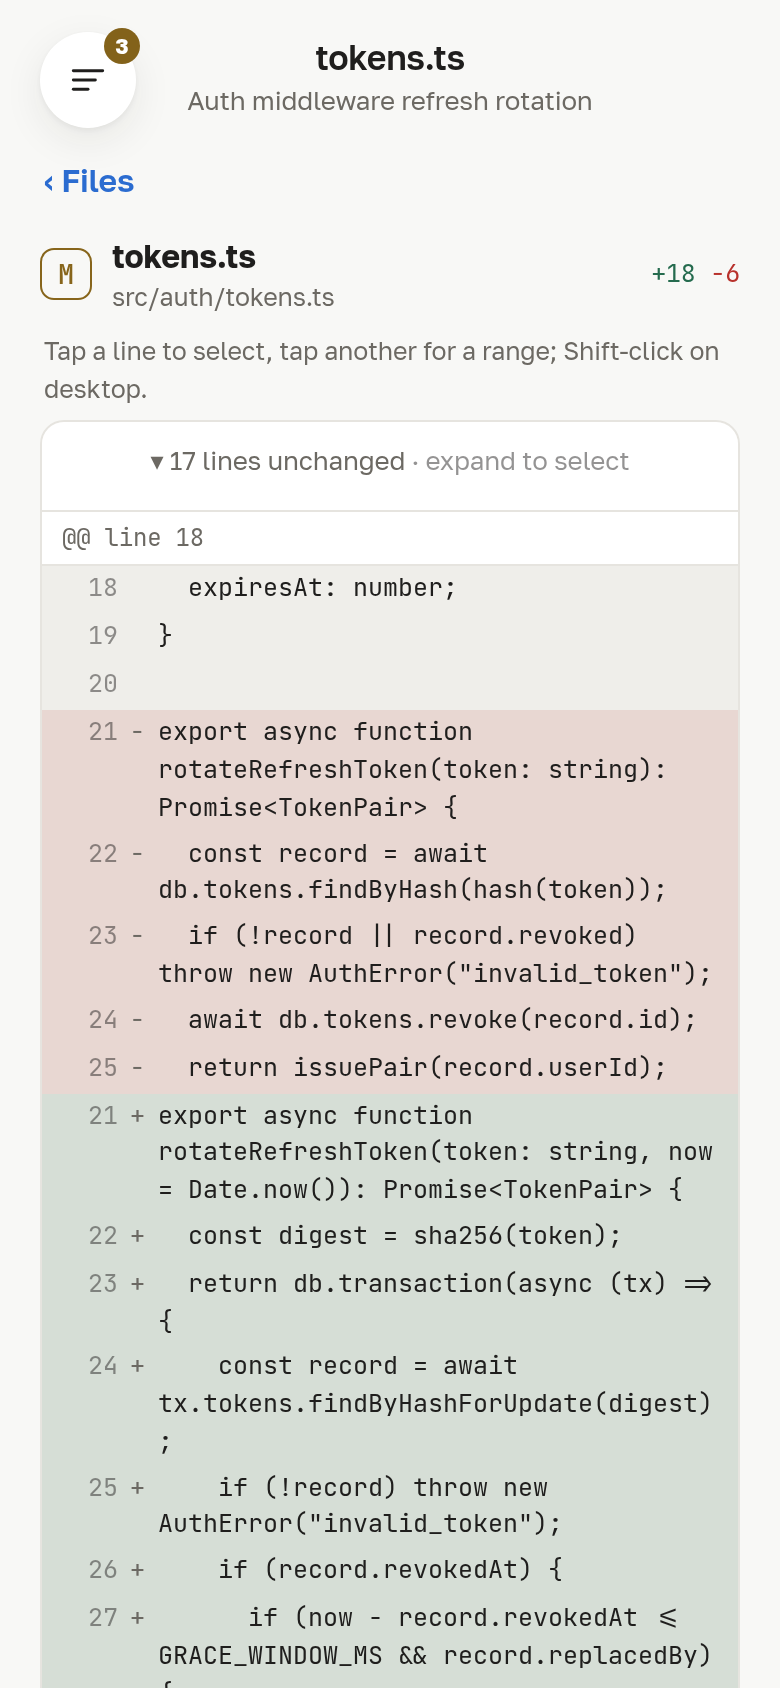 3
tokens.ts
Auth middleware refresh rotation
‹ Files
M
tokens.ts
+18 -6
src/auth/tokens.ts
Tap a line to select, tap another for a range; Shift-click on
desktop.
▾ 17 lines unchanged · expand to select
@@ line 18
18   expiresAt: number;
19 }
20
21 - export async function
rotateRefreshToken(token: string):
Promise<TokenPair> {
22 -   const record = await
db.tokens.findByHash(hash(token));
23 -   if (!record || record.revoked)
throw new AuthError("invalid_token");
24 -   await db.tokens.revoke(record.id);
25 -   return issuePair(record.userId);
21 + export async function
rotateRefreshToken(token: string, now
= Date.now()): Promise<TokenPair> {
22 +   const digest = sha256(token);
23 +   return db.transaction(async (tx) =>
{
24 +     const record = await
tx.tokens.findByHashForUpdate(digest)
;
25 +     if (!record) throw new
AuthError("invalid_token");
26 +     if (record.revokedAt) {
27 +       if (now - record.revokedAt <=
GRACE_WINDOW_MS && record.replacedBy)
{